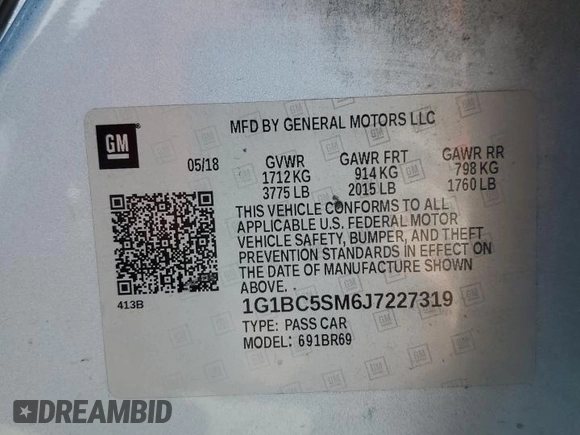 GM
MFD BY GENERAL MOTORS LLC
05/18 GVWR GAWR FRT GAWR RR
1712 KG 914 KG 798 KG
3775 LB 2015 LB 1760 LB
THIS VEHICLE CONFORMS TO ALL
APPLICABLE U.S. FEDERAL MOTOR
VEHICLE SAFETY, BUMPER, AND THEFT
PREVENTION STANDARDS IN EFFECT ON
THE DATE OF MANUFACTURE SHOWN ABOVE.
413B
1G1BC5SM6J7227319
TYPE: PASS CAR
MODEL: 691BR69
DREAMBID